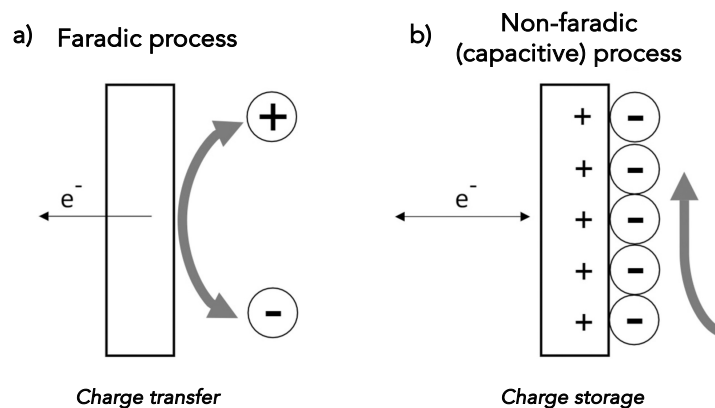 a) Faradic process
e-
+
-
Charge transfer
b) Non-faradic
(capacitive) process
e-
+ -
+ -
+ -
+ -
+ -
Charge storage